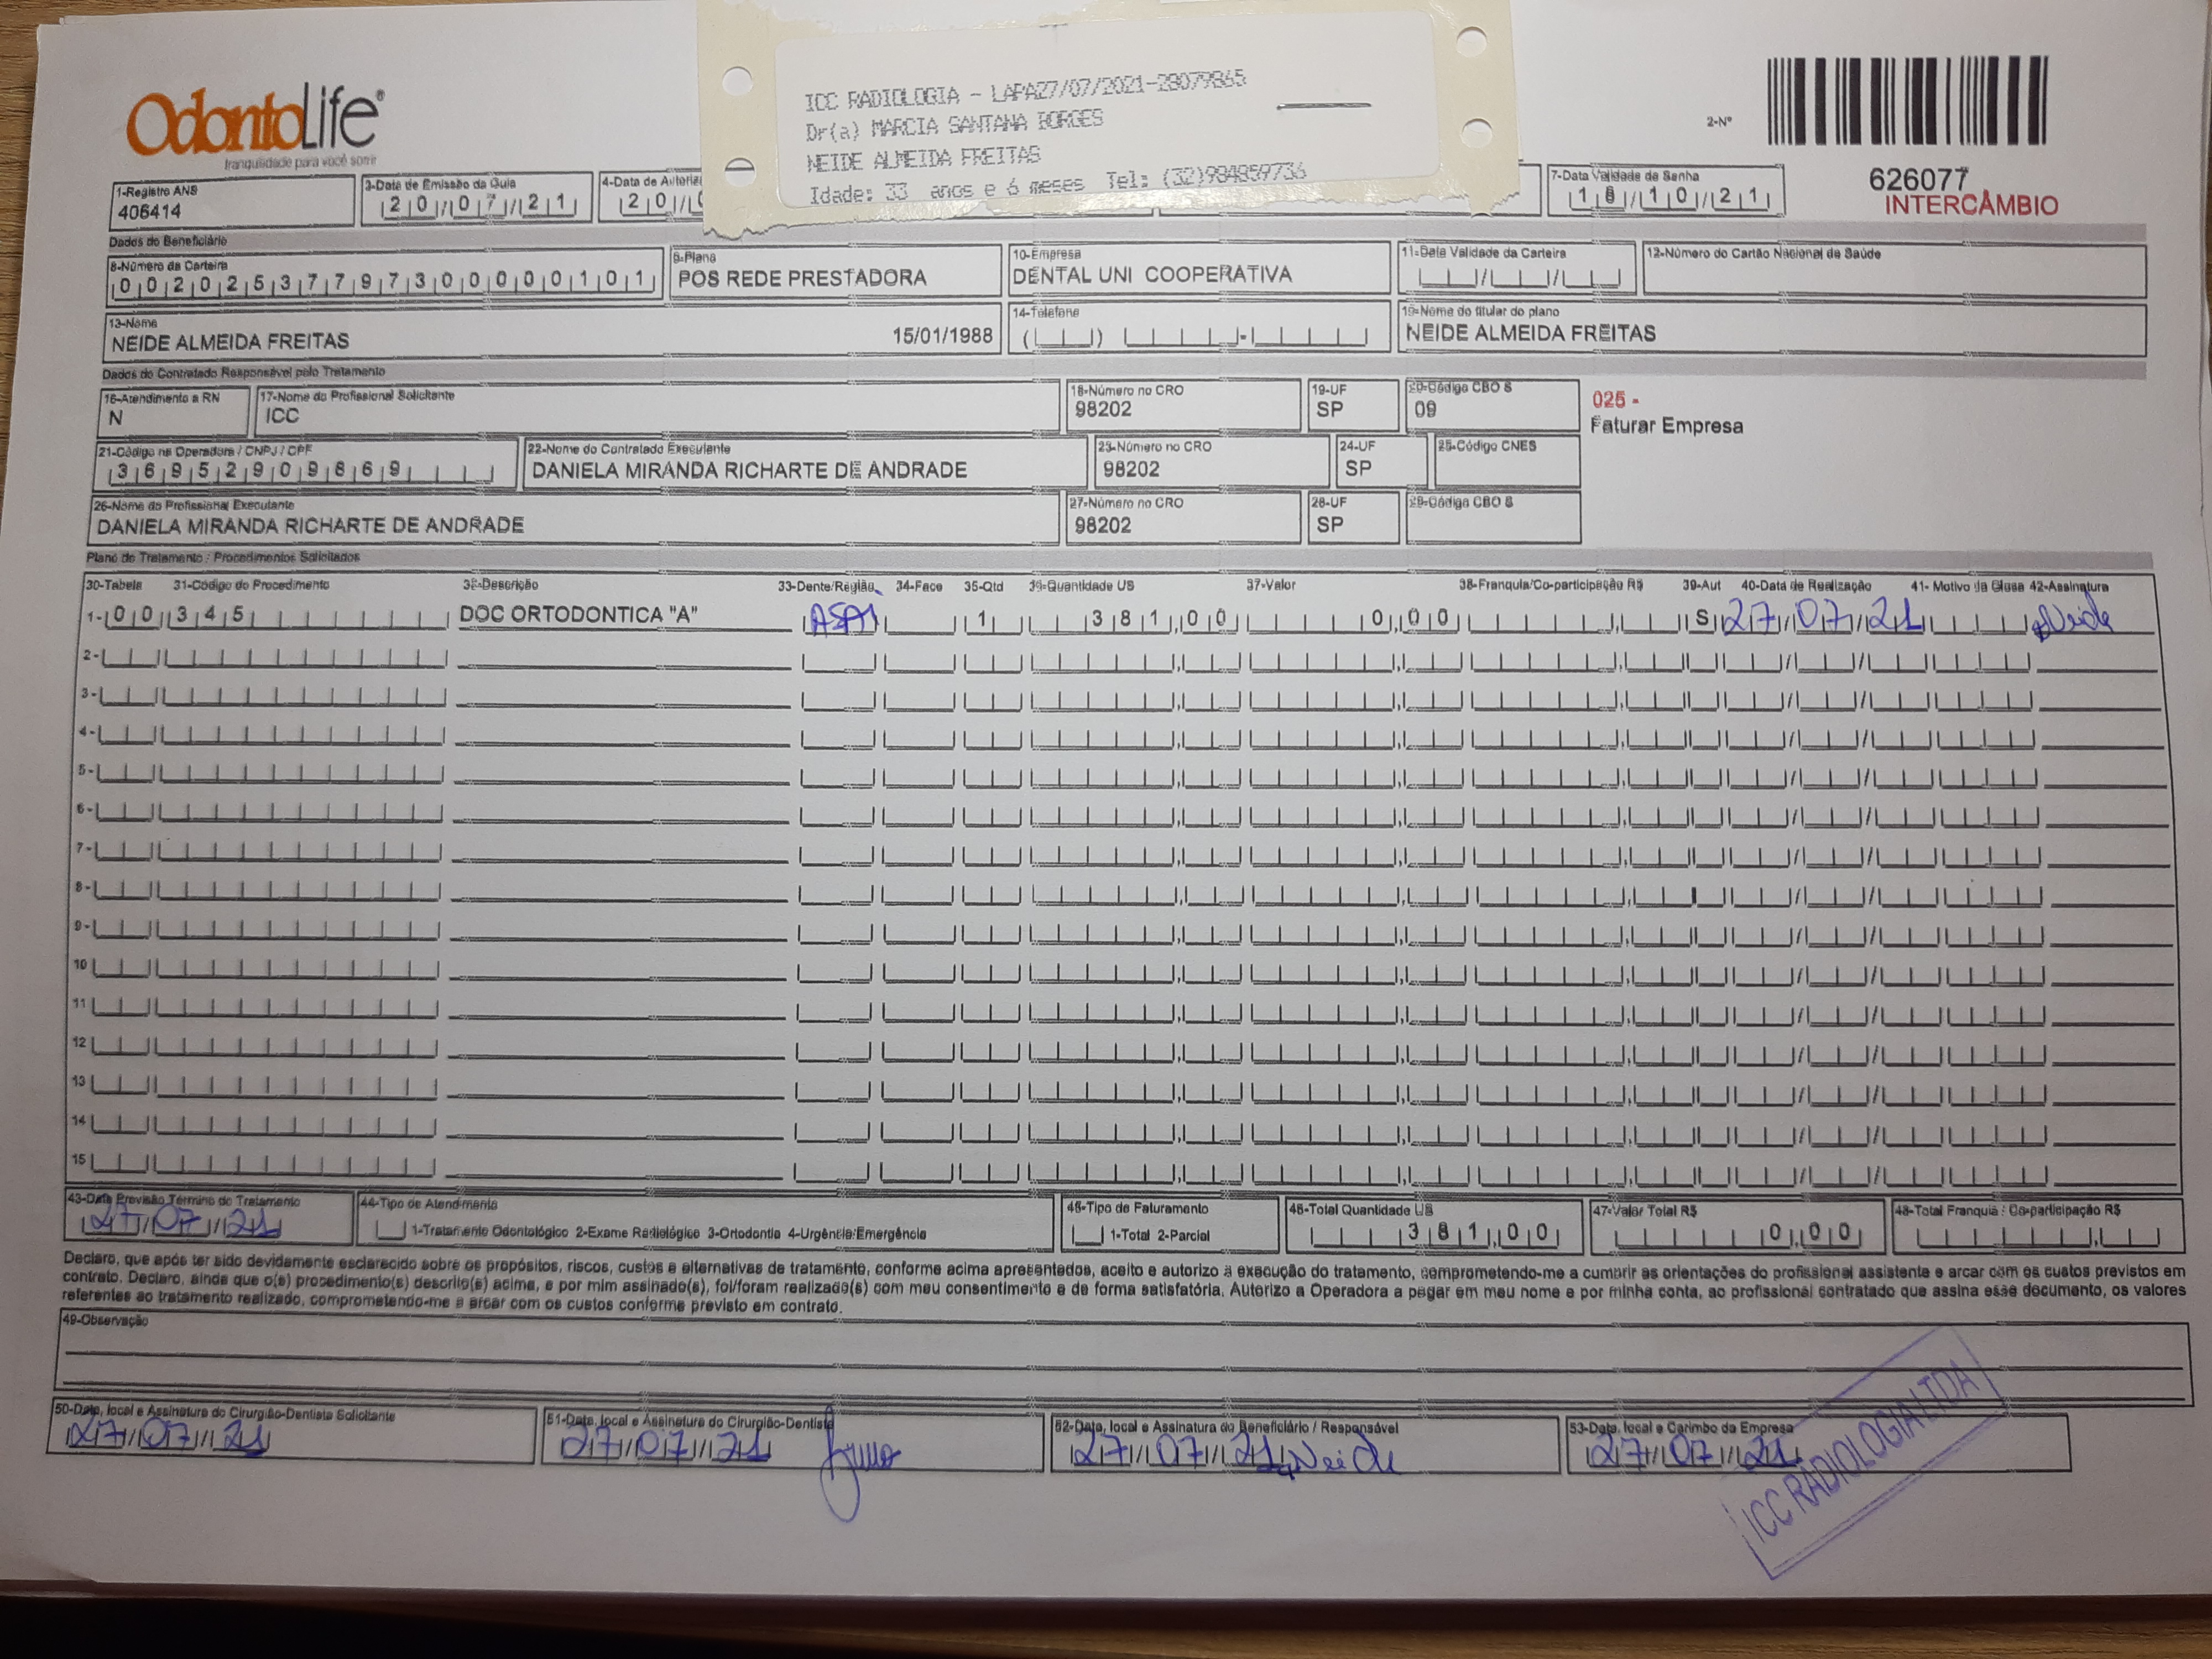 OdontoLife®
tranquilidade para você sorrir
ICC RADIOLOGIA - LAPA27/07/2021-28079865
Dr(a) MARCIA SANTANA BORGES
NEIDE ALMEIDA FREITAS
Idade: 33 anos e 6 meses Tel: (32)984859736
2-Nº
626077
INTERCÂMBIO
1-Registro ANS
406414
3-Data de Emissão da Guia
20/07/21
4-Data de Autoriz
20/0
7-Data Validade da Senha
18/10/21
Dados do Beneficiário
8-Número da Carteira
00202537797300000101
9-Plano
POS REDE PRESTADORA
10-Empresa
DENTAL UNI COOPERATIVA
11-Data Validade da Carteira
12-Número do Cartão Nacional de Saúde
13-Nome
NEIDE ALMEIDA FREITAS 15/01/1988
14-Telefone
15-Nome do titular do plano
NEIDE ALMEIDA FREITAS
Dados do Contratado Responsável pelo Tratamento
16-Atendimento a RN
N
17-Nome do Profissional Solicitante
ICC
18-Número no CRO
98202
19-UF
SP
20-Código CBO S
09
025 -
Faturar Empresa
21-Código na Operadora / CNPJ / CPF
36952909869
22-Nome do Contratado Executante
DANIELA MIRANDA RICHARTE DE ANDRADE
23-Número no CRO
98202
24-UF
SP
25-Código CNES
26-Nome do Profissional Executante
DANIELA MIRANDA RICHARTE DE ANDRADE
27-Número no CRO
98202
28-UF
SP
29-Código CBO S
Plano de Tratamento / Procedimentos Solicitados
30-Tabela 31-Código do Procedimento 32-Descrição 33-Dente/Região 34-Face 35-Qtd 36-Quantidade US 37-Valor 38-Franquia/Co-participação R$ 39-Aut 40-Data de Realização 41- Motivo da Glosa 42-Assinatura
1- 00 345 DOC ORTODONTICA "A" ASAI 1 381,00 0,00 S 27/07/21 Neide
2-
3-
4-
5-
6-
7-
8-
9-
10
11
12
13
14
15
43-Data Previsão Término do Tratamento
27/07/21
44-Tipo de Atendimento
1-Tratamento Odontológico 2-Exame Radiológico 3-Ortodontia 4-Urgência/Emergência
45-Tipo de Faturamento
1-Total 2-Parcial
46-Total Quantidade US
381,00
47-Valor Total R$
0,00
48-Total Franquia / Co-participação R$
Declaro, que após ter sido devidamente esclarecido sobre os propósitos, riscos, custos e alternativas de tratamento, conforme acima apresentados, aceito e autorizo a execução do tratamento, comprometendo-me a cumprir as orientações do profissional assistente e arcar com os custos previstos em
contrato. Declaro, ainda que o(s) procedimento(s) descrito(s) acima, e por mim assinado(s), foi/foram realizado(s) com meu consentimento e de forma satisfatória. Autorizo a Operadora a pagar em meu nome e por minha conta, ao profissional contratado que assina esse documento, os valores
referentes ao tratamento realizado, comprometendo-me a arcar com os custos conforme previsto em contrato.
49-Observação
50-Data, local e Assinatura do Cirurgião-Dentista Solicitante
27/07/21
51-Data, local e Assinatura do Cirurgião-Dentista
27/07/21
52-Data, local e Assinatura do Beneficiário / Responsável
27/07/21 Neide
53-Data, local e Carimbo da Empresa
27/07/21
ICC RADIOLOGIA LTDA